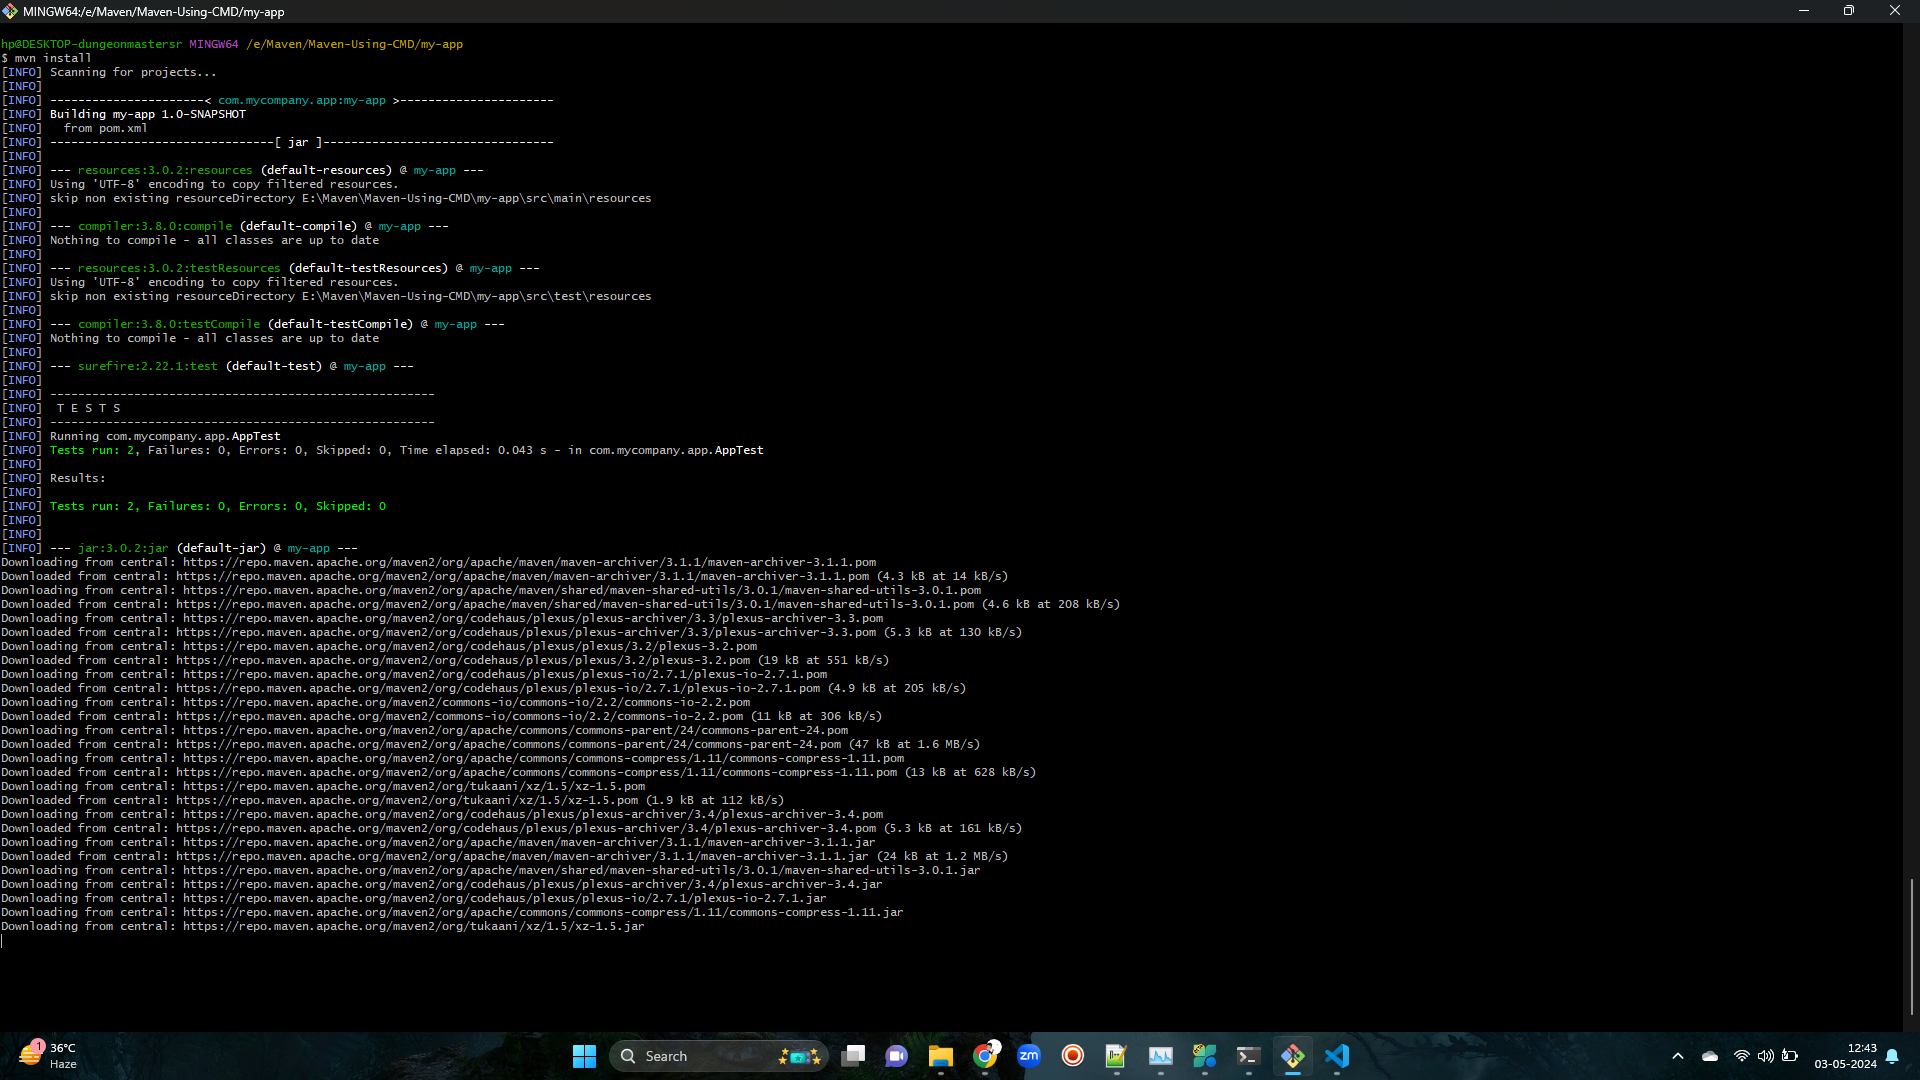 MINGW64:/e/Maven/Maven-Using-CMD/my-app
hp@DESKTOP-dungeonmastersr MINGW64 /e/Maven/Maven-Using-CMD/my-app
$ mvn install
[INFO] Scanning for projects...
[INFO]
[INFO] ----------------------< com.mycompany.app:my-app >----------------------
[INFO] Building my-app 1.0-SNAPSHOT
[INFO]   from pom.xml
[INFO] --------------------------------[ jar ]---------------------------------
[INFO]
[INFO] --- resources:3.0.2:resources (default-resources) @ my-app ---
[INFO] Using 'UTF-8' encoding to copy filtered resources.
[INFO] skip non existing resourceDirectory E:\Maven\Maven-Using-CMD\my-app\src\main\resources
[INFO]
[INFO] --- compiler:3.8.0:compile (default-compile) @ my-app ---
[INFO] Nothing to compile - all classes are up to date
[INFO]
[INFO] --- resources:3.0.2:testResources (default-testResources) @ my-app ---
[INFO] Using 'UTF-8' encoding to copy filtered resources.
[INFO] skip non existing resourceDirectory E:\Maven\Maven-Using-CMD\my-app\src\test\resources
[INFO]
[INFO] --- compiler:3.8.0:testCompile (default-testCompile) @ my-app ---
[INFO] Nothing to compile - all classes are up to date
[INFO]
[INFO] --- surefire:2.22.1:test (default-test) @ my-app ---
[INFO]
[INFO] -------------------------------------------------------
[INFO]  T E S T S
[INFO] -------------------------------------------------------
[INFO] Running com.mycompany.app.AppTest
[INFO] Tests run: 2, Failures: 0, Errors: 0, Skipped: 0, Time elapsed: 0.043 s - in com.mycompany.app.AppTest
[INFO]
[INFO] Results:
[INFO]
[INFO] Tests run: 2, Failures: 0, Errors: 0, Skipped: 0
[INFO]
[INFO]
[INFO] --- jar:3.0.2:jar (default-jar) @ my-app ---
Downloading from central: https://repo.maven.apache.org/maven2/org/apache/maven/maven-archiver/3.1.1/maven-archiver-3.1.1.pom
Downloaded from central: https://repo.maven.apache.org/maven2/org/apache/maven/maven-archiver/3.1.1/maven-archiver-3.1.1.pom (4.3 kB at 14 kB/s)
Downloading from central: https://repo.maven.apache.org/maven2/org/apache/maven/shared/maven-shared-utils/3.0.1/maven-shared-utils-3.0.1.pom
Downloaded from central: https://repo.maven.apache.org/maven2/org/apache/maven/shared/maven-shared-utils/3.0.1/maven-shared-utils-3.0.1.pom (4.6 kB at 208 kB/s)
Downloading from central: https://repo.maven.apache.org/maven2/org/codehaus/plexus/plexus-archiver/3.3/plexus-archiver-3.3.pom
Downloaded from central: https://repo.maven.apache.org/maven2/org/codehaus/plexus/plexus-archiver/3.3/plexus-archiver-3.3.pom (5.3 kB at 130 kB/s)
Downloading from central: https://repo.maven.apache.org/maven2/org/codehaus/plexus/plexus/3.2/plexus-3.2.pom
Downloaded from central: https://repo.maven.apache.org/maven2/org/codehaus/plexus/plexus/3.2/plexus-3.2.pom (19 kB at 551 kB/s)
Downloading from central: https://repo.maven.apache.org/maven2/org/codehaus/plexus/plexus-io/2.7.1/plexus-io-2.7.1.pom
Downloaded from central: https://repo.maven.apache.org/maven2/org/codehaus/plexus/plexus-io/2.7.1/plexus-io-2.7.1.pom (4.9 kB at 205 kB/s)
Downloading from central: https://repo.maven.apache.org/maven2/commons-io/commons-io/2.2/commons-io-2.2.pom
Downloaded from central: https://repo.maven.apache.org/maven2/commons-io/commons-io/2.2/commons-io-2.2.pom (11 kB at 306 kB/s)
Downloading from central: https://repo.maven.apache.org/maven2/org/apache/commons/commons-parent/24/commons-parent-24.pom
Downloaded from central: https://repo.maven.apache.org/maven2/org/apache/commons/commons-parent/24/commons-parent-24.pom (47 kB at 1.6 MB/s)
Downloading from central: https://repo.maven.apache.org/maven2/org/apache/commons/commons-compress/1.11/commons-compress-1.11.pom
Downloaded from central: https://repo.maven.apache.org/maven2/org/apache/commons/commons-compress/1.11/commons-compress-1.11.pom (13 kB at 628 kB/s)
Downloading from central: https://repo.maven.apache.org/maven2/org/tukaani/xz/1.5/xz-1.5.pom
Downloaded from central: https://repo.maven.apache.org/maven2/org/tukaani/xz/1.5/xz-1.5.pom (1.9 kB at 112 kB/s)
Downloading from central: https://repo.maven.apache.org/maven2/org/codehaus/plexus/plexus-archiver/3.4/plexus-archiver-3.4.pom
Downloaded from central: https://repo.maven.apache.org/maven2/org/codehaus/plexus/plexus-archiver/3.4/plexus-archiver-3.4.pom (5.3 kB at 161 kB/s)
Downloading from central: https://repo.maven.apache.org/maven2/org/apache/maven/maven-archiver/3.1.1/maven-archiver-3.1.1.jar
Downloaded from central: https://repo.maven.apache.org/maven2/org/apache/maven/maven-archiver/3.1.1/maven-archiver-3.1.1.jar (24 kB at 1.2 MB/s)
Downloading from central: https://repo.maven.apache.org/maven2/org/apache/maven/shared/maven-shared-utils/3.0.1/maven-shared-utils-3.0.1.jar
Downloading from central: https://repo.maven.apache.org/maven2/org/codehaus/plexus/plexus-archiver/3.4/plexus-archiver-3.4.jar
Downloading from central: https://repo.maven.apache.org/maven2/org/codehaus/plexus/plexus-io/2.7.1/plexus-io-2.7.1.jar
Downloading from central: https://repo.maven.apache.org/maven2/org/apache/commons/commons-compress/1.11/commons-compress-1.11.jar
Downloading from central: https://repo.maven.apache.org/maven2/org/tukaani/xz/1.5/xz-1.5.jar
1
36°C
Haze
Search
zm
12:43
03-05-2024